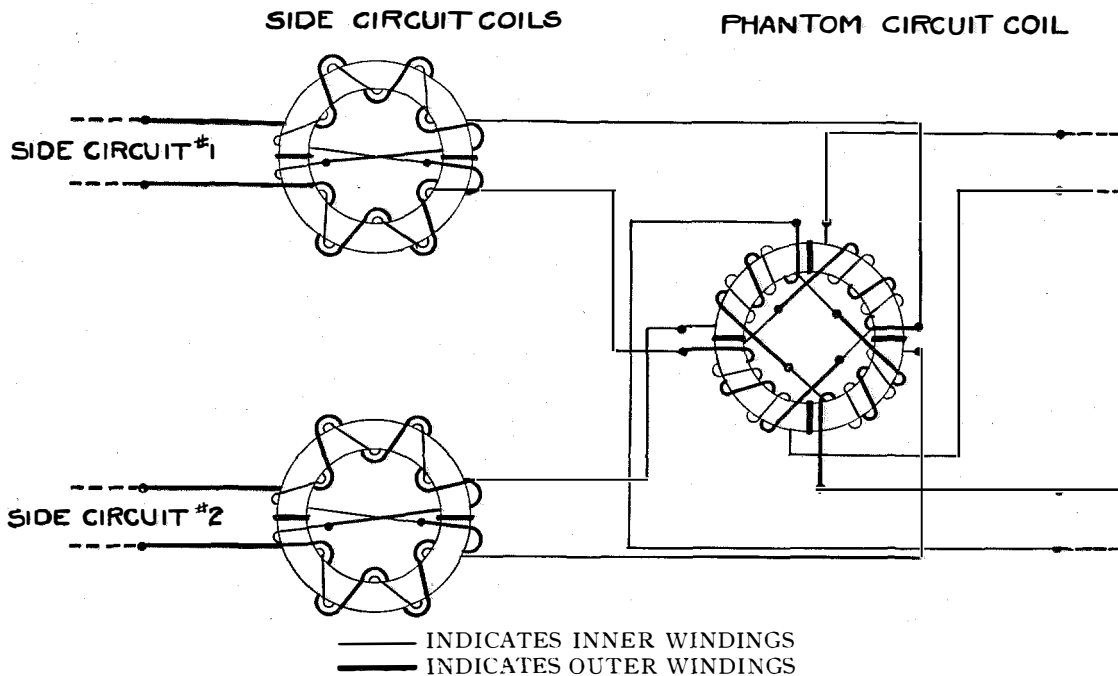 SIDE CIRCUIT COILS
PHANTOM CIRCUIT COIL
SIDE CIRCUIT #1
SIDE CIRCUIT #2
INDICATES INNER WINDINGS
INDICATES OUTER WINDINGS